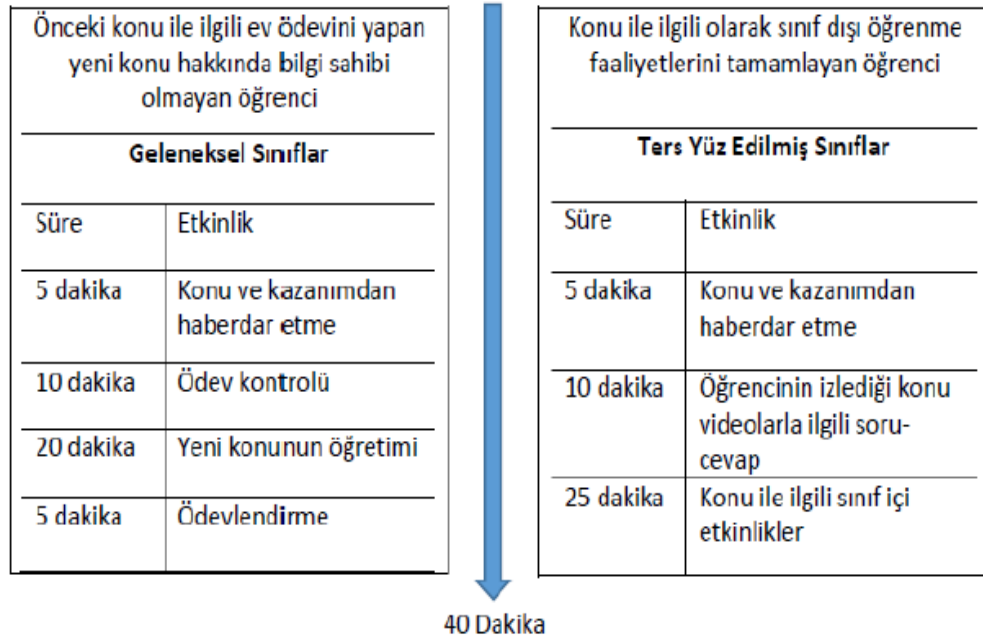 Önceki konu ile ilgili ev ödevini yapan
yeni konu hakkında bilgi sahibi
olmayan öğrenci
Geleneksel Sınıflar
Süre Etkinlik
5 dakika Konu ve kazanımdan
haberdar etme
10 dakika Ödev kontrolü
20 dakika Yeni konunun öğretimi
5 dakika Ödevlendirme
Konu ile ilgili olarak sınıf dışı öğrenme
faaliyetlerini tamamlayan öğrenci
Ters Yüz Edilmiş Sınıflar
Süre Etkinlik
5 dakika Konu ve kazanımdan
haberdar etme
10 dakika Öğrencinin izlediği konu
videolarla ilgili soru-
cevap
25 dakika Konu ile ilgili sınıf içi
etkinlikler
40 Dakika